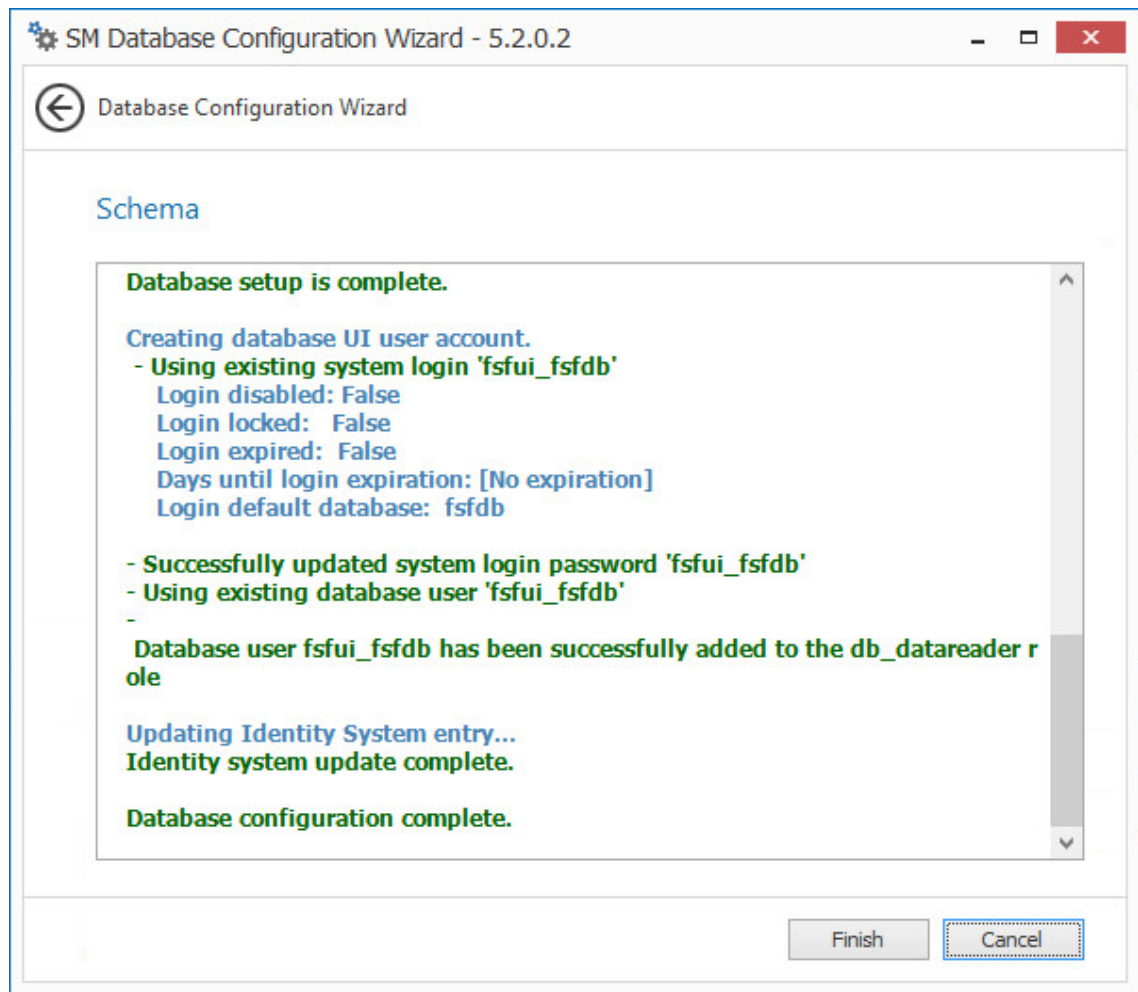 SM Database Configuration Wizard - 5.2.0.2
Database Configuration Wizard
Schema
Database setup is complete.
Creating database UI user account.
- Using existing system login 'fsfui_fsfdb'
Login disabled: False
Login locked: False
Login expired: False
Days until login expiration: [No expiration]
Login default database: fsfdb
- Successfully updated system login password 'fsfui_fsfdb'
- Using existing database user 'fsfui_fsfdb'
-
Database user fsfui_fsfdb has been successfully added to the db_datareader r
ole
Updating Identity System entry...
Identity system update complete.
Database configuration complete.
Finish
Cancel